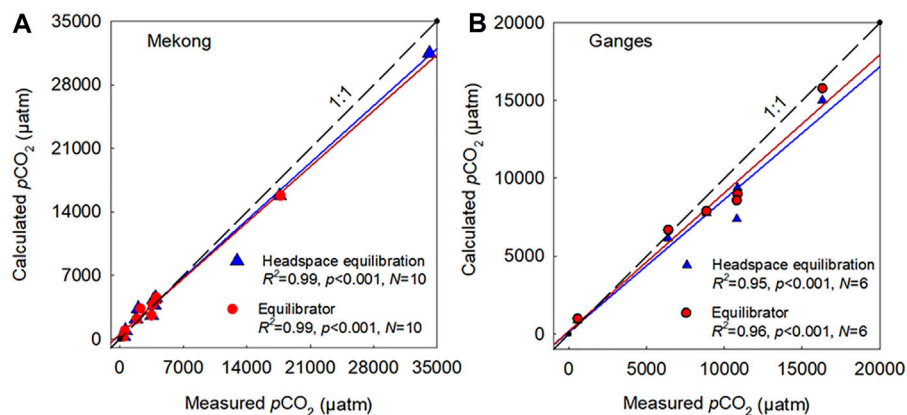 A
Mekong
35000
28000
21000
14000
7000
0
Calculated pCO₂ (µatm)
1:1
Headspace equilibration
R²=0.99, p<0.001, N=10
Equilibrator
R²=0.99, p<0.001, N=10
0 7000 14000 21000 28000 35000
Measured pCO₂ (µatm)
B
Ganges
20000
15000
10000
5000
0
Calculated pCO₂ (µatm)
1:1
Headspace equilibration
R²=0.95, p<0.001, N=6
Equilibrator
R²=0.96, p<0.001, N=6
0 5000 10000 15000 20000
Measured pCO₂ (µatm)